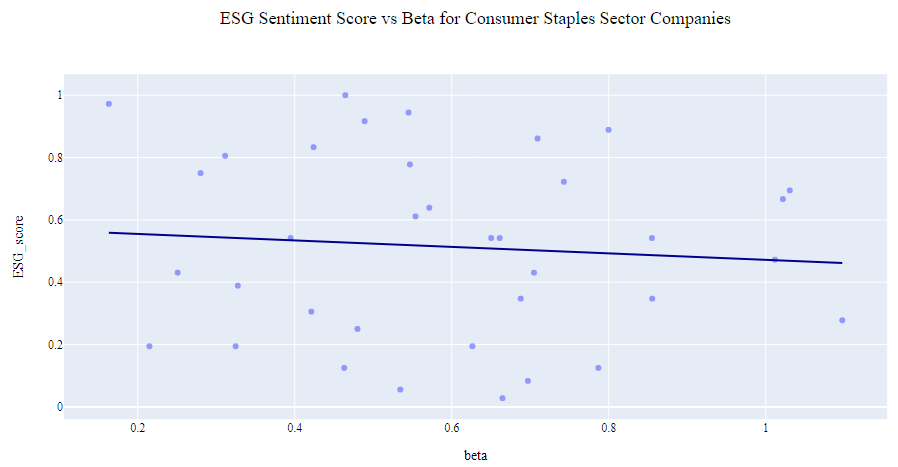 ESG Sentiment Score vs Beta for Consumer Staples Sector Companies
1
0.8
0.6
0.4
0.2
0
ESG_score
0.2 0.4 0.6 0.8 1
beta